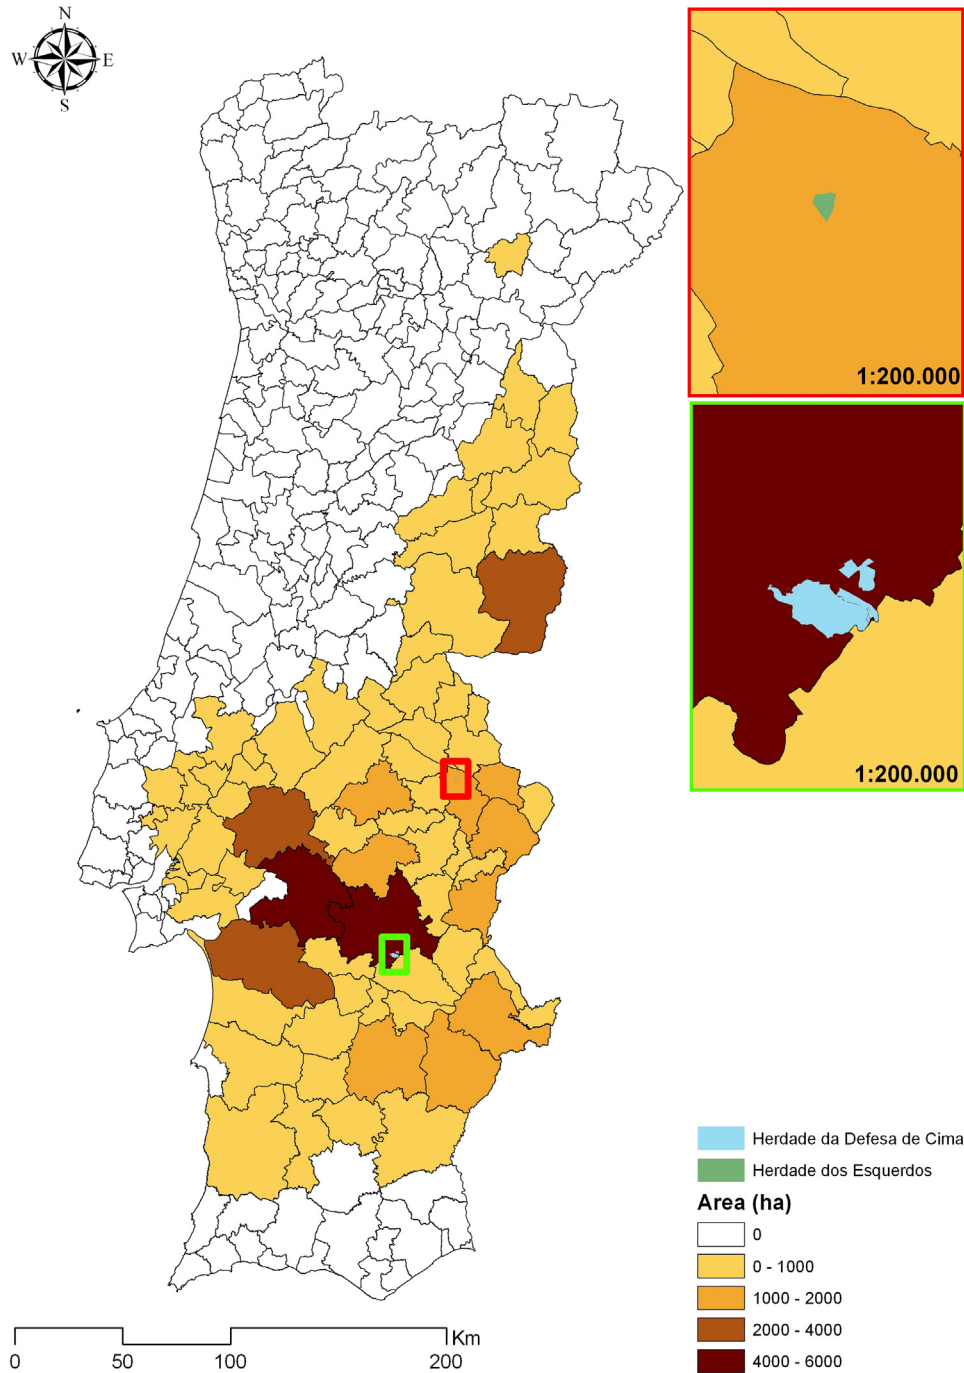 N
W
E
S
1:200.000
1:200.000
Herdade da Defesa de Cima
Herdade dos Esquerdos
Area (ha)
0
0 - 1000
1000 - 2000
2000 - 4000
4000 - 6000
Km
0
50
100
200